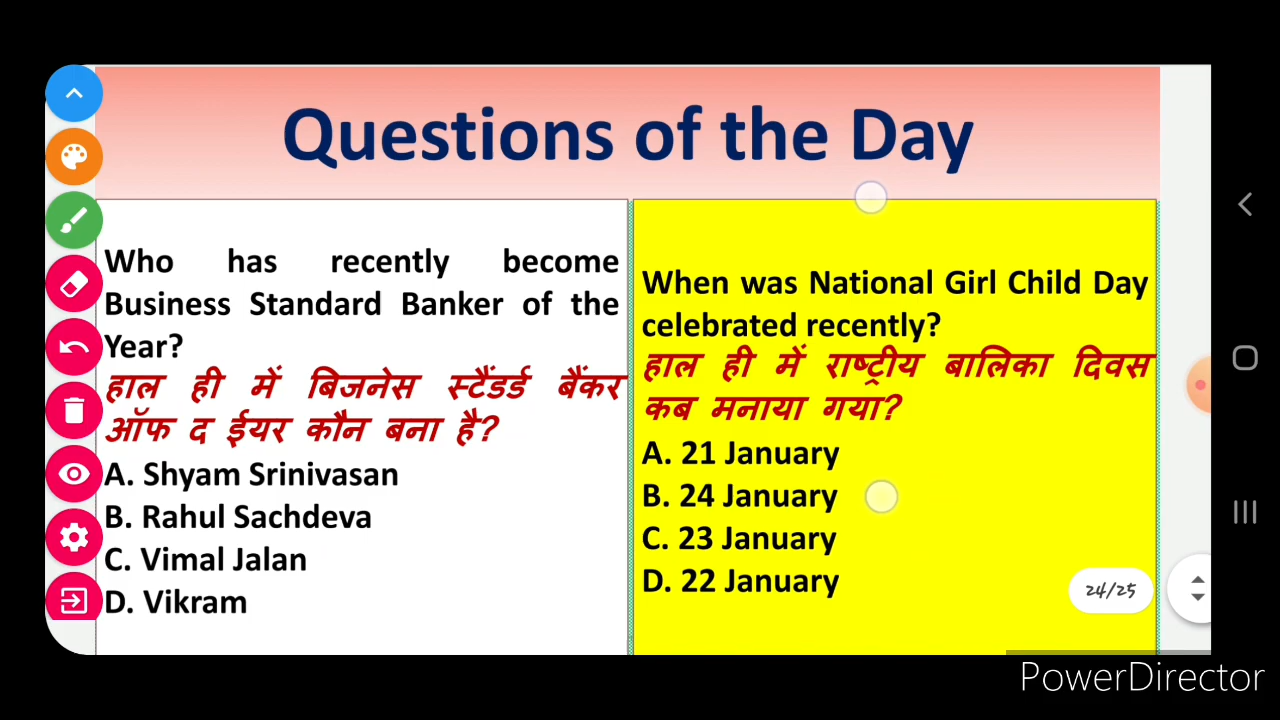 Questions of the Day
Who has recently become
Business Standard Banker of the
Year?
हाल ही में बिजनेस स्टैंडर्ड बैंकर
ऑफ द ईयर कौन बना है?
A. Shyam Srinivasan
B. Rahul Sachdeva
C. Vimal Jalan
D. Vikram
When was National Girl Child Day
celebrated recently?
हाल ही में राष्ट्रीय बालिका दिवस
कब मनाया गया?
A. 21 January
B. 24 January
C. 23 January
D. 22 January
24/25
PowerDirector